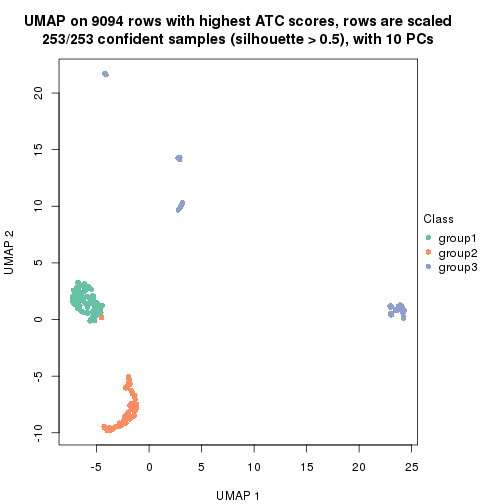 UMAP on 9094 rows with highest ATC scores, rows are scaled
253/253 confident samples (silhouette > 0.5), with 10 PCs
20
15
10
5
0
-5
-10
UMAP 2
Class
group1
group2
group3
-5 0 5 10 15 20 25
UMAP 1